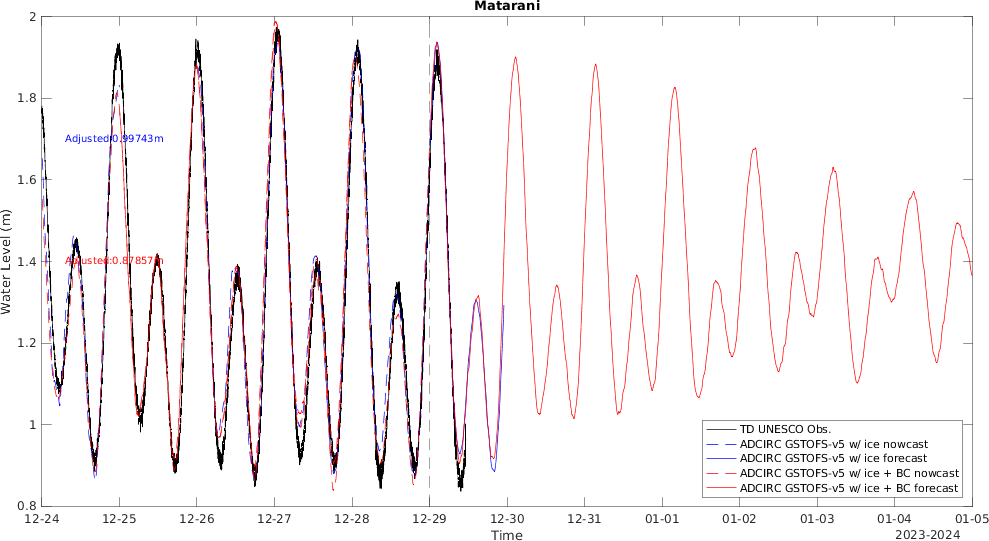 Matarani
Water Level (m)
2
1.8
1.6
1.4
1.2
1
0.8
Adjusted:0.99743m
Adjusted:0.87857m
TD UNESCO Obs.
ADCIRC GSTOFS-v5 w/ ice nowcast
ADCIRC GSTOFS-v5 w/ ice forecast
ADCIRC GSTOFS-v5 w/ ice + BC nowcast
ADCIRC GSTOFS-v5 w/ ice + BC forecast
12-24 12-25 12-26 12-27 12-28 12-29 12-30 12-31 01-01 01-02 01-03 01-04 01-05
Time
2023-2024